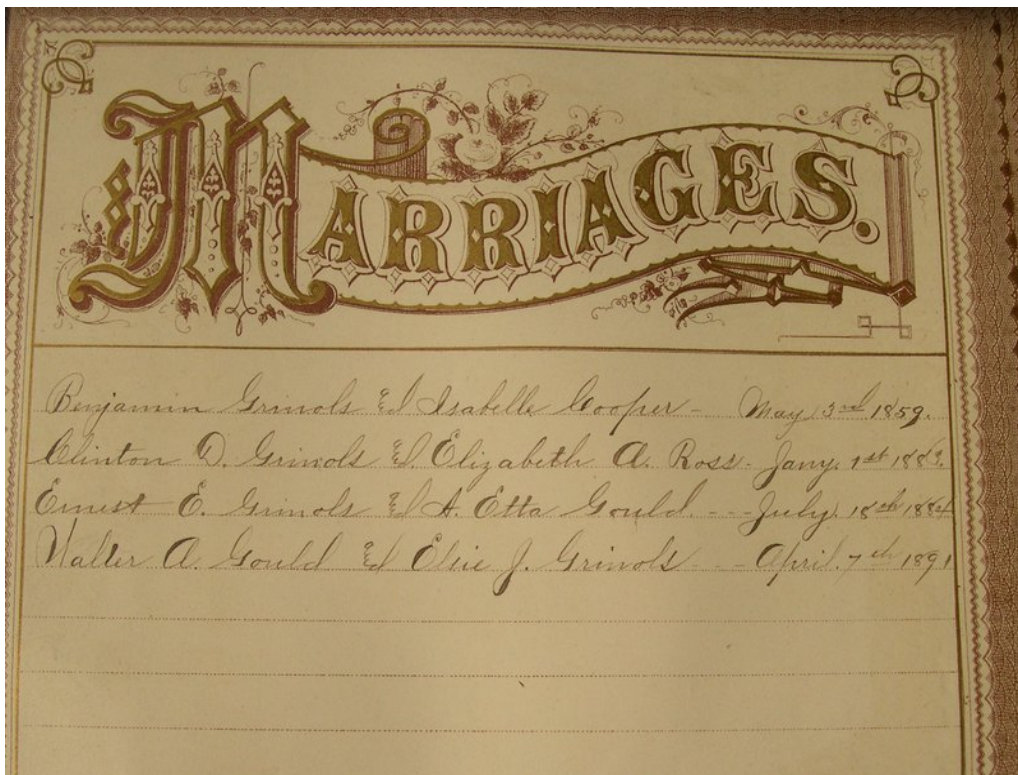 MARRIAGES.
Benjamin Grinols & Isabelle Cooper - May 3rd 1859.
Clinton D. Grinols & Elizabeth A. Ross - Jany. 1st 1883.
Ernest E. Grinols & A. Etta Gould. - - - July 18th 1884
Walter A. Gould & Elsie J. Grinols - - - April. 7th 1891